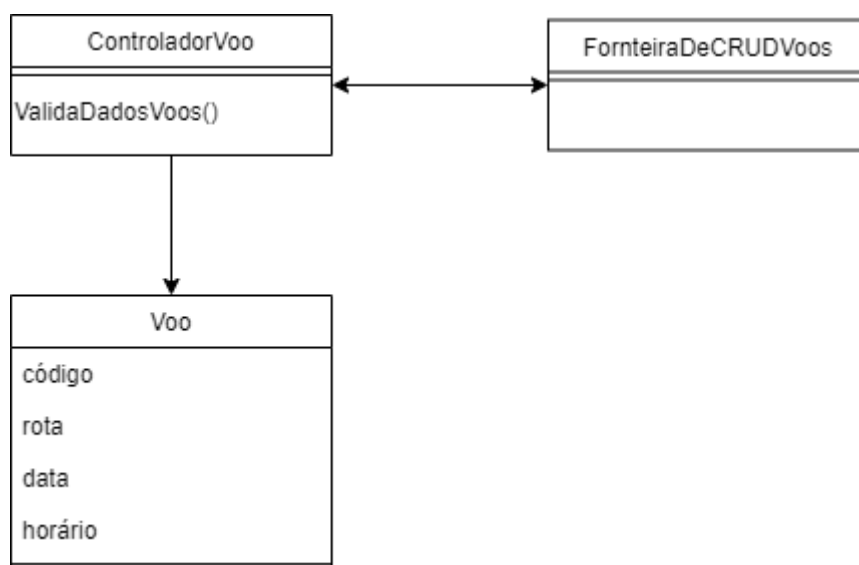 ControladorVoo
FornteiraDeCRUDVoos
ValidaDadosVoos()
Voo
código
rota
data
horário